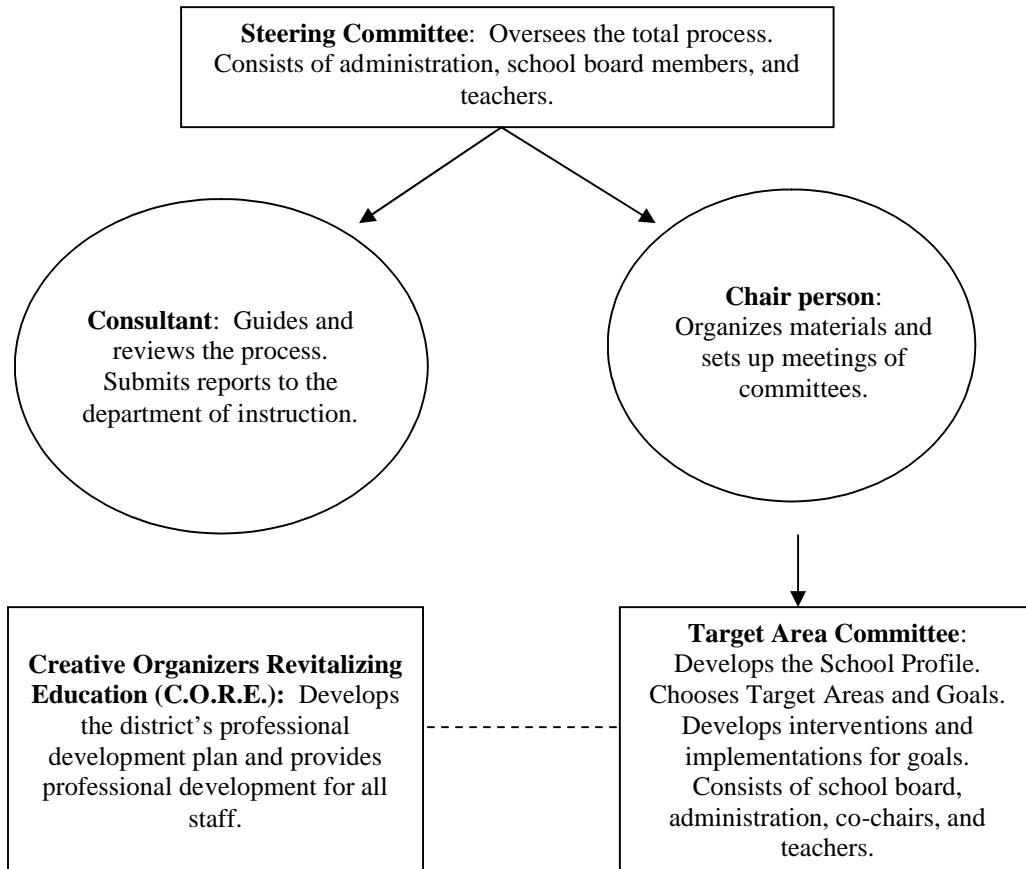 Steering Committee:  Oversees the total process.
Consists of administration, school board members, and
teachers.
Consultant:  Guides and
reviews the process.
Submits reports to the
department of instruction.
Chair person:
Organizes materials and
sets up meetings of
committees.
Creative Organizers Revitalizing
Education (C.O.R.E.):  Develops
the district’s professional
development plan and provides
professional development for all
staff.
Target Area Committee:
Develops the School Profile.
Chooses Target Areas and Goals.
Develops interventions and
implementations for goals.
Consists of school board,
administration, co-chairs, and
teachers.